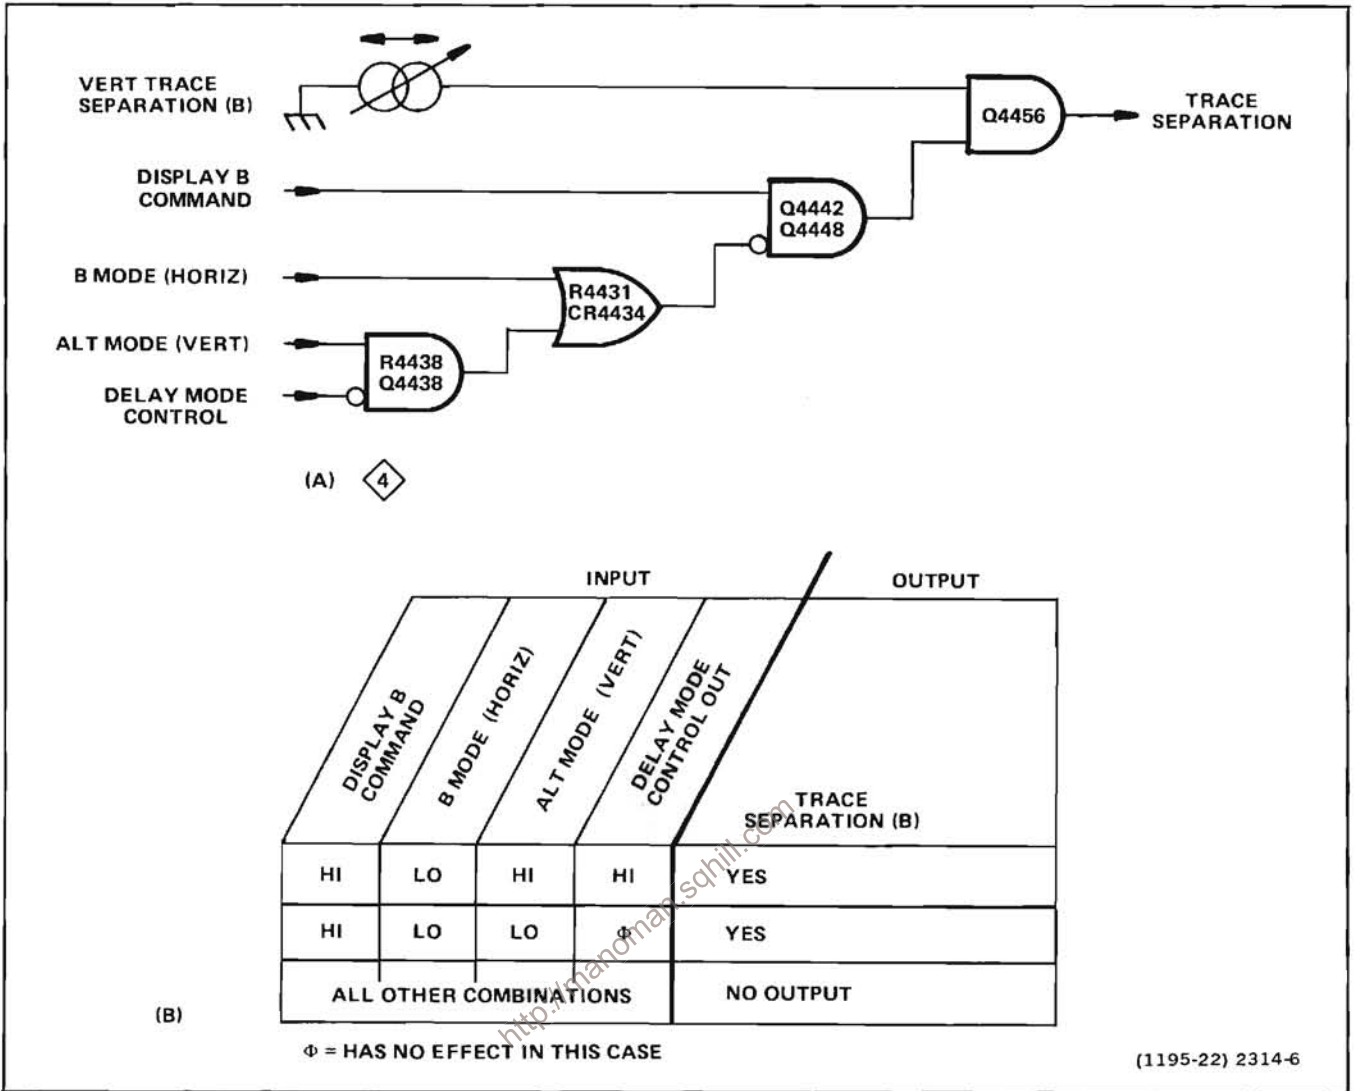 VERT TRACE
SEPARATION (B)
Q4456
TRACE
SEPARATION
DISPLAY B
COMMAND
Q4442
Q4448
B MODE (HORIZ)
R4431
CR4434
ALT MODE (VERT)
R4438
Q4438
DELAY MODE
CONTROL
(A) 4
INPUT
OUTPUT
DISPLAY B
COMMAND
B MODE (HORIZ)
ALT MODE (VERT)
DELAY MODE
CONTROL OUT
TRACE
SEPARATION (B)
HI LO HI HI YES
HI LO LO Φ YES
ALL OTHER COMBINATIONS NO OUTPUT
(B)
Φ = HAS NO EFFECT IN THIS CASE
(1195-22) 2314-6
http://manoman.sqhill.com